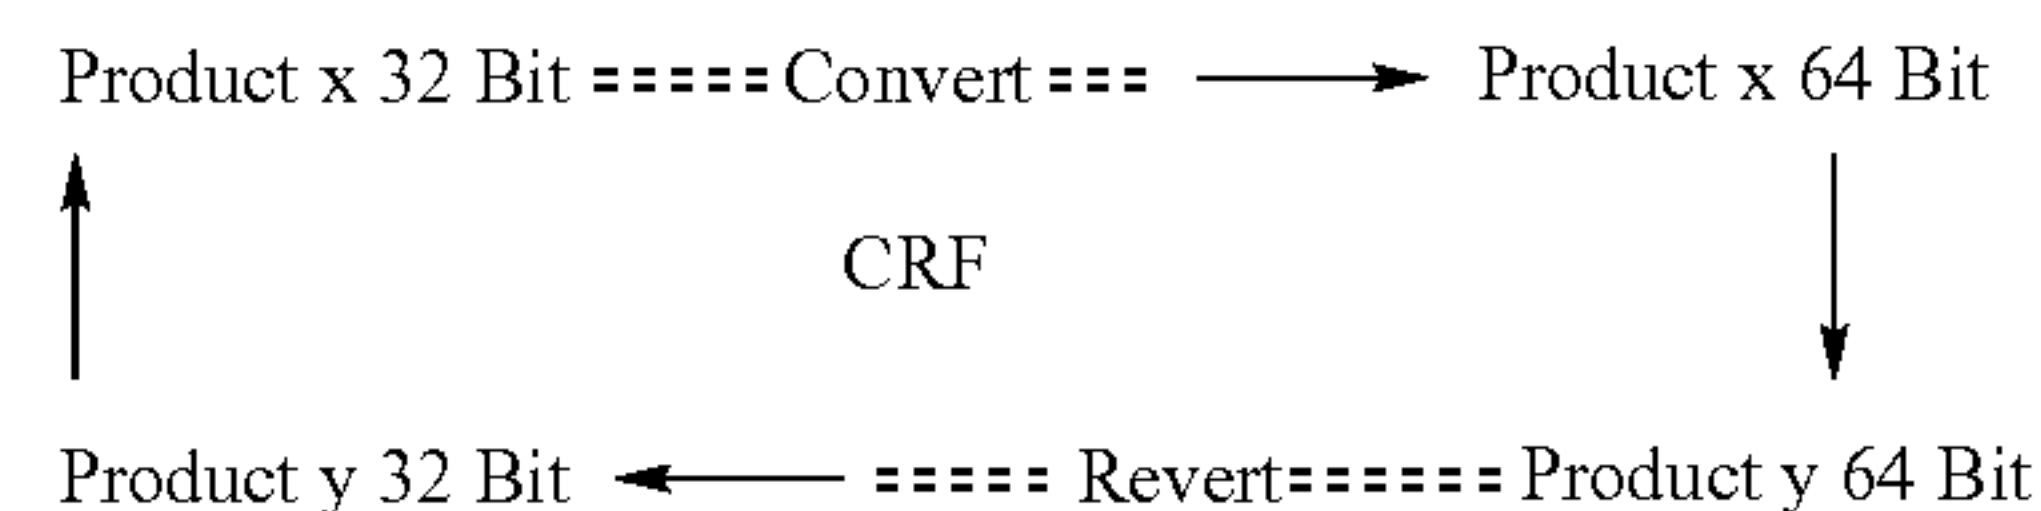 Product x 32 Bit =====Convert=== Product x 64 Bit
CRF
Product y 32 Bit ===== Revert====== Product y 64 Bit